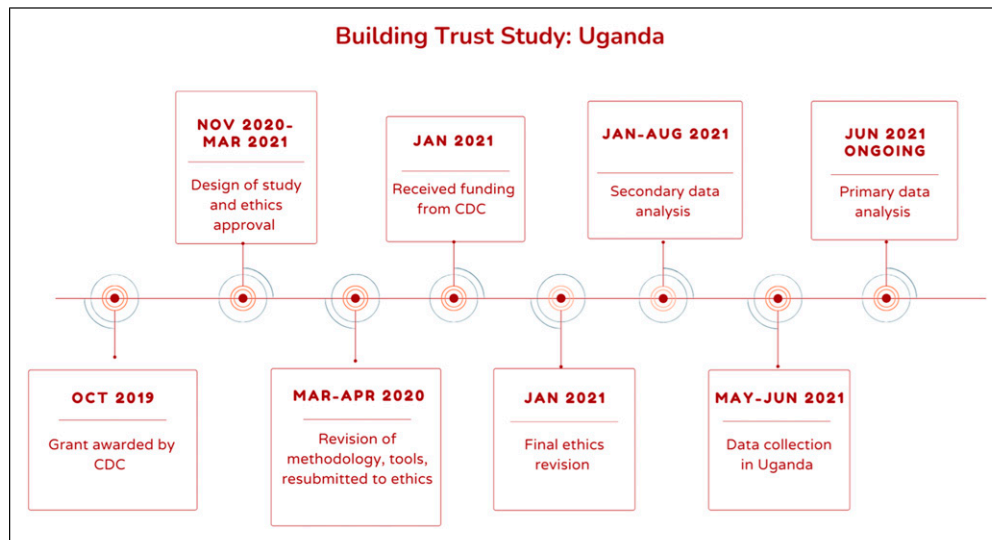 Building Trust Study: Uganda
OCT 2019
Grant awarded by
CDC
NOV 2020-
MAR 2021
Design of study
and ethics
approval
MAR-APR 2020
Revision of
methodology, tools,
resubmitted to ethics
JAN 2021
Received funding
from CDC
JAN 2021
Final ethics
revision
JAN-AUG 2021
Secondary data
analysis
MAY-JUN 2021
Data collection
in Uganda
JUN 2021
ONGOING
Primary data
analysis